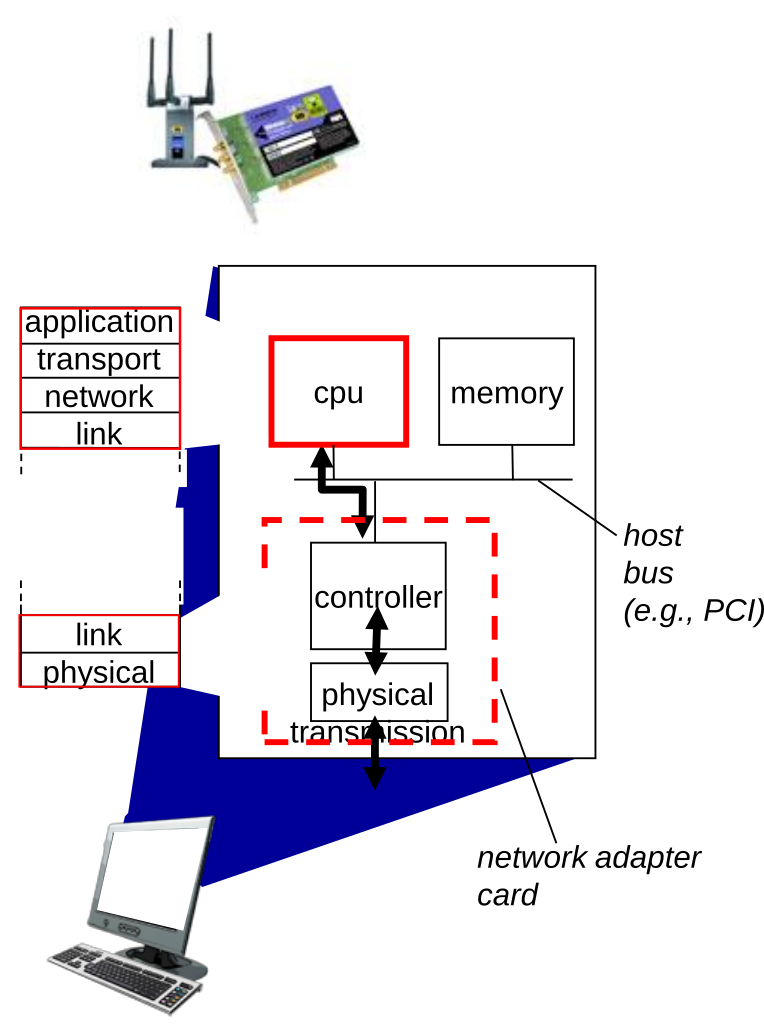 application
transport
network
link
cpu
memory
host
bus
(e.g., PCI)
controller
link
physical
physical
transmission
network adapter
card